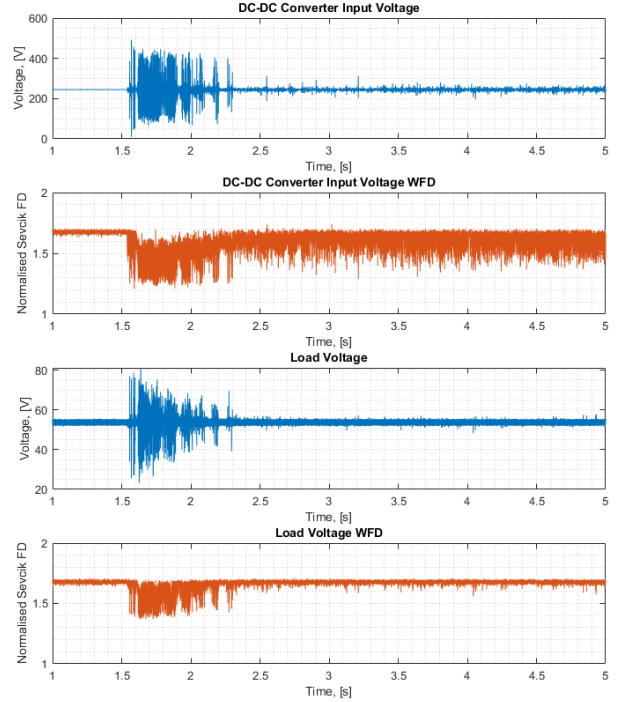 DC-DC Converter Input Voltage
600
400
200
0
Voltage, [V]
1 1.5 2 2.5 3 3.5 4 4.5 5
Time, [s]
DC-DC Converter Input Voltage WFD
2
1.5
1
Normalised Sevcik FD
1 1.5 2 2.5 3 3.5 4 4.5 5
Time, [s]
Load Voltage
80
60
40
20
Voltage, [V]
1 1.5 2 2.5 3 3.5 4 4.5 5
Time, [s]
Load Voltage WFD
2
1.5
1
Normalised Sevcik FD
1 1.5 2 2.5 3 3.5 4 4.5 5
Time, [s]